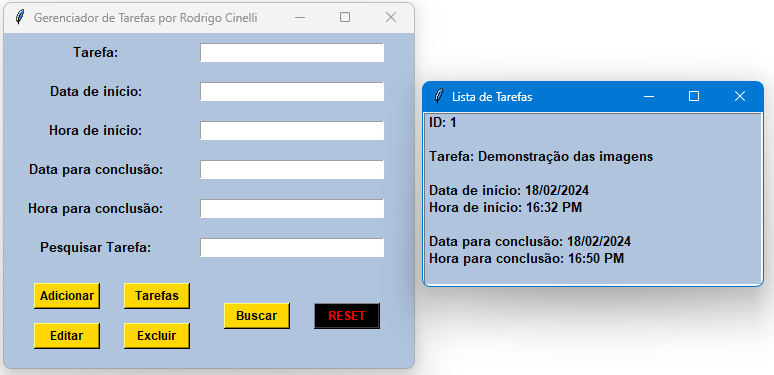 Gerenciador de Tarefas por Rodrigo Cinelli
Tarefa:
Data de início:
Hora de início:
Data para conclusão:
Hora para conclusão:
Pesquisar Tarefa:
Adicionar
Tarefas
Buscar
RESET
Editar
Excluir
Lista de Tarefas
ID: 1
Tarefa: Demonstração das imagens
Data de início: 18/02/2024
Hora de início: 16:32 PM
Data para conclusão: 18/02/2024
Hora para conclusão: 16:50 PM